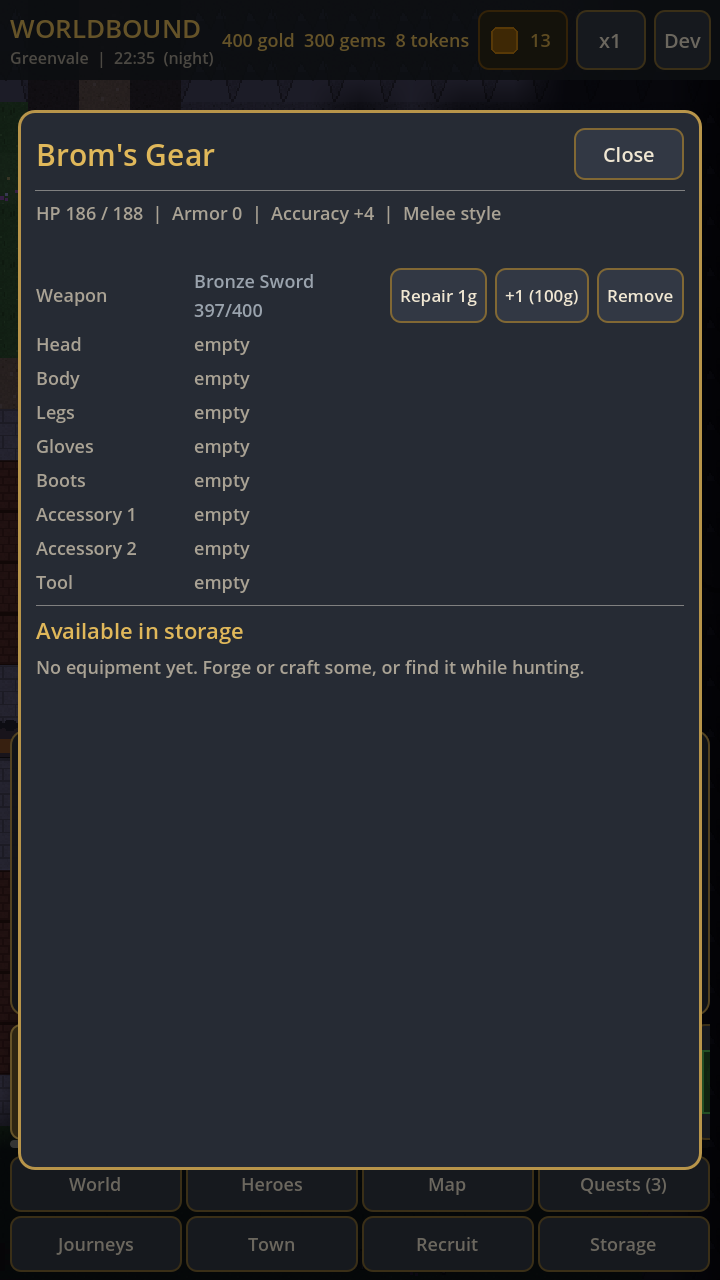 WORLDBOUND
Greenvale | 22:35 (night)
400 gold 300 gems 8 tokens
13
x1
Dev
Brom's Gear
Close
HP 186 / 188 | Armor 0 | Accuracy +4 | Melee style
Weapon
Bronze Sword
397/400
Repair 1g
+1 (100g)
Remove
Head empty
Body empty
Legs empty
Gloves empty
Boots empty
Accessory 1 empty
Accessory 2 empty
Tool empty
Available in storage
No equipment yet. Forge or craft some, or find it while hunting.
World
Heroes
Map
Quests (3)
Journeys
Town
Recruit
Storage